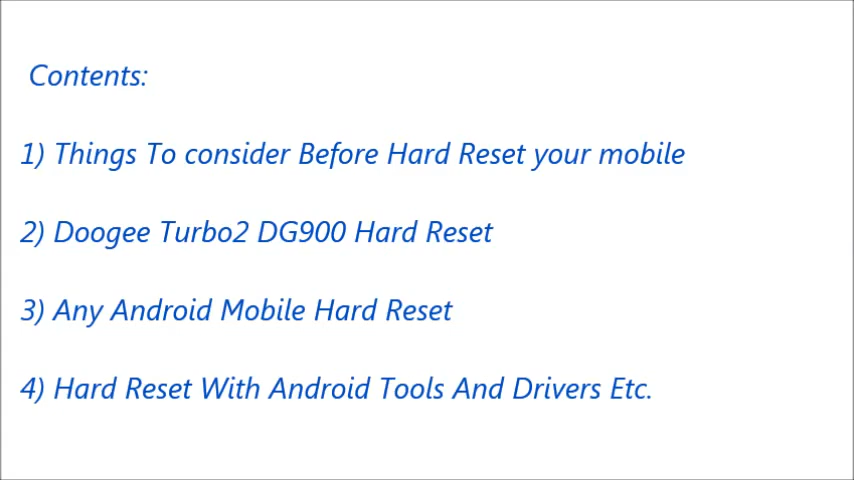 Contents:
1) Things To consider Before Hard Reset your mobile
2) Doogee Turbo2 DG900 Hard Reset
3) Any Android Mobile Hard Reset
4) Hard Reset With Android Tools And Drivers Etc.